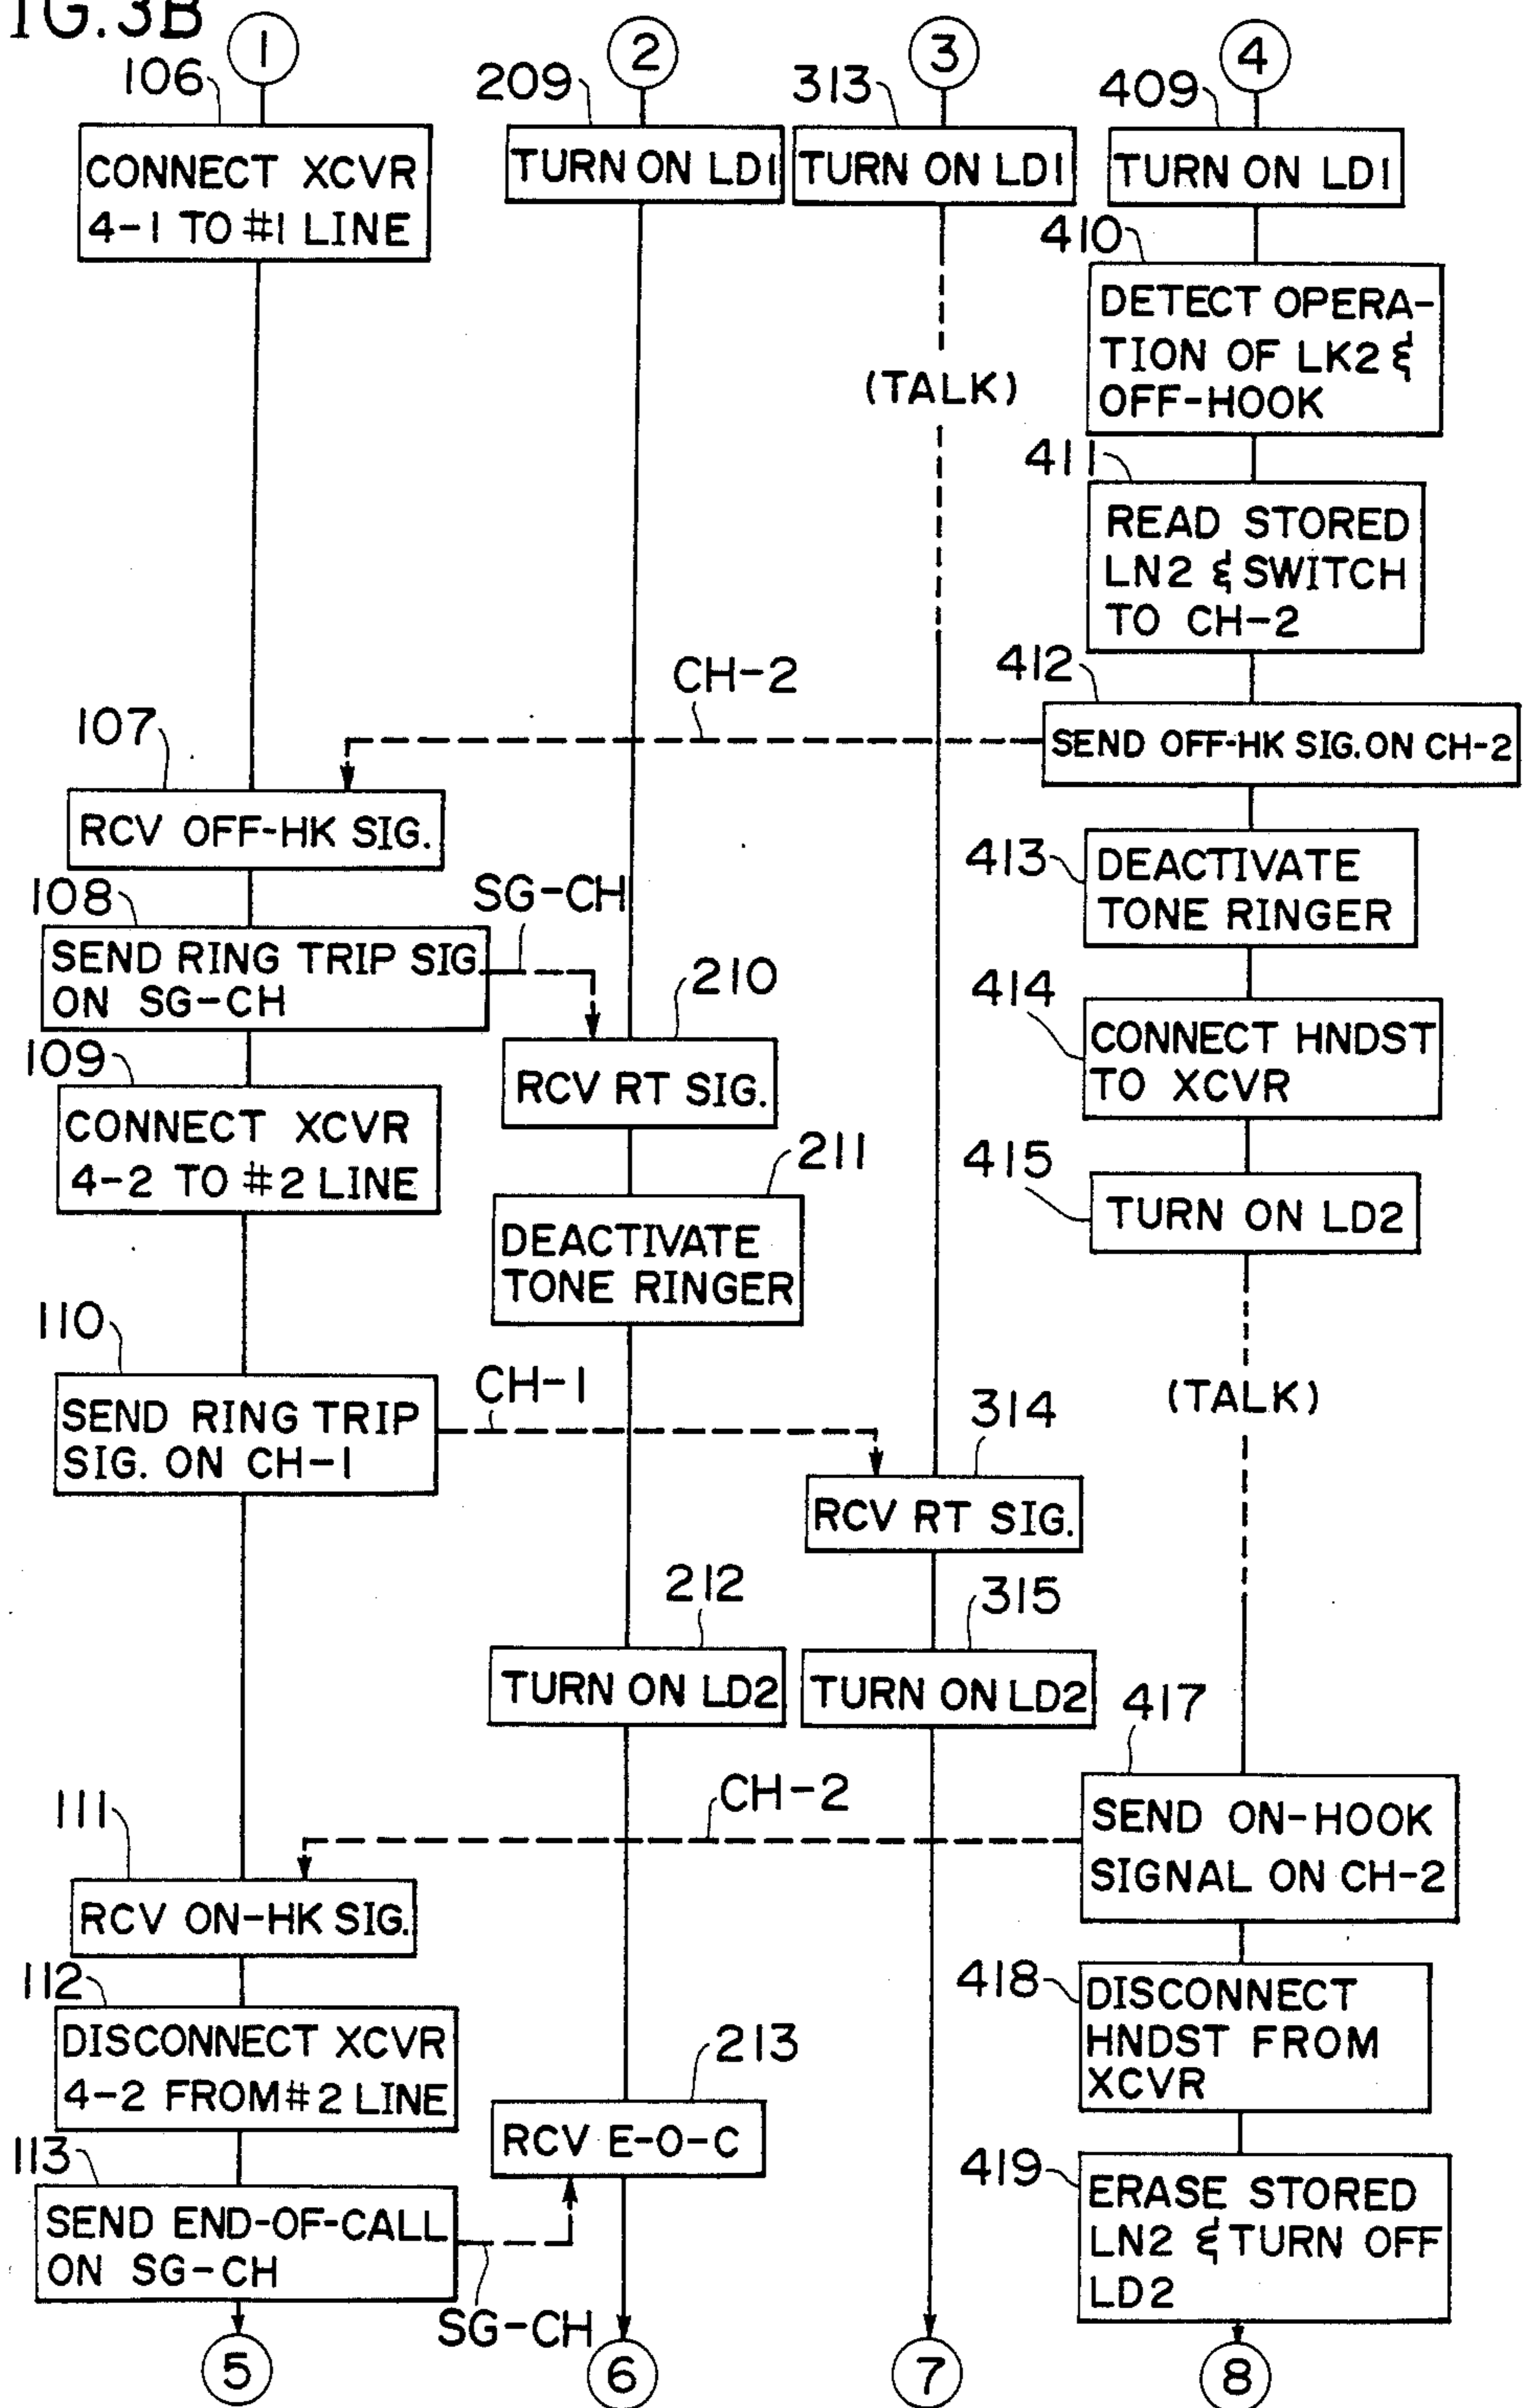 IG. 3B
1
2
3
4
106
CONNECT XCVR
4-1 TO #1 LINE
209
TURN ON LD1
313
TURN ON LD1
409
TURN ON LD1
410
DETECT OPERA-
TION OF LK2 &
OFF-HOOK
(TALK)
411
READ STORED
LN2 & SWITCH
TO CH-2
412
SEND OFF-HK SIG. ON CH-2
CH-2
107
RCV OFF-HK SIG.
413
DEACTIVATE
TONE RINGER
108
SEND RING TRIP SIG
ON SG-CH
SG-CH
210
RCV RT SIG.
414
CONNECT HNDST
TO XCVR
109
CONNECT XCVR
4-2 TO #2 LINE
211
DEACTIVATE
TONE RINGER
415
TURN ON LD2
110
SEND RING TRIP
SIG. ON CH-1
CH-1
(TALK)
314
RCV RT SIG.
212
TURN ON LD2
315
TURN ON LD2
417
SEND ON-HOOK
SIGNAL ON CH-2
CH-2
111
RCV ON-HK SIG.
418
DISCONNECT
HNDST FROM
XCVR
112
DISCONNECT XCVR
4-2 FROM #2 LINE
213
RCV E-O-C
113
SEND END-OF-CALL
ON SG-CH
SG-CH
419
ERASE STORED
LN2 & TURN OFF
LD2
5
6
7
8